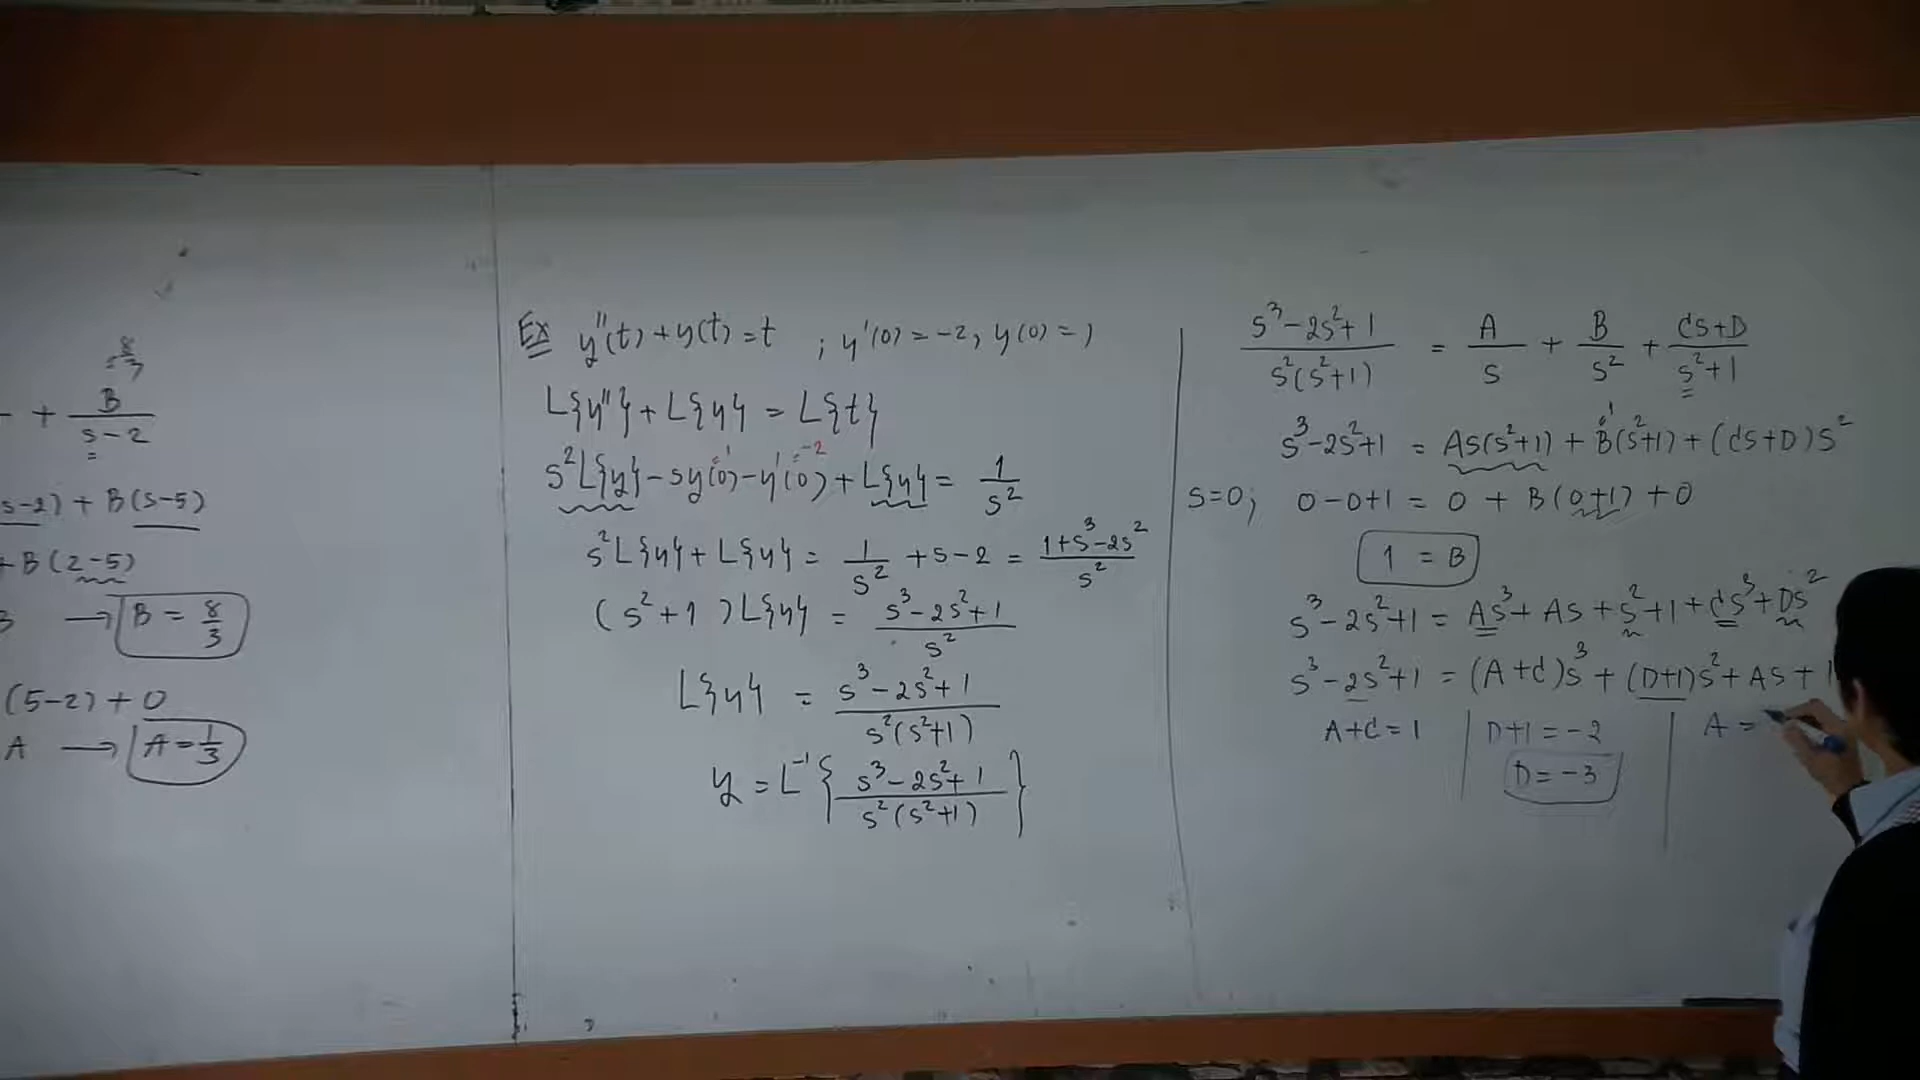 = 8/3
+ B/(s-2)
s-2) + B(s-5)
+ B(2-5)
→ B = 8/3
(5-2) + 0
A → A = 1/3
Ex y''(t) + y(t) = t ; y'(0) = -2, y(0) = 1
L{y''} + L{y} = L{t}
=1 =-2
s²L{y} - sy(0) - y'(0) + L{y} = 1/s²
s²L{y} + L{y} = 1/s² + s - 2 = (1+s³-2s²)/s²
(s²+1)L{y} = (s³-2s²+1)/s²
L{y} = (s³-2s²+1)/(s²(s²+1))
y = L⁻¹{(s³-2s²+1)/(s²(s²+1))}
(s³-2s²+1)/(s²(s²+1)) = A/s + B/s² + (Cs+D)/(s²+1)
s³-2s²+1 = As(s²+1) + B(s²+1) + (Cs+D)s²
s=0; 0-0+1 = 0 + B(0+1) + 0
1 = B
s³-2s²+1 = As³ + As + s²+1 + Cs³ + Ds²
s³-2s²+1 = (A+C)s³ + (D+1)s² + As + 1
A+C = 1 | D+1 = -2 | A =
D = -3